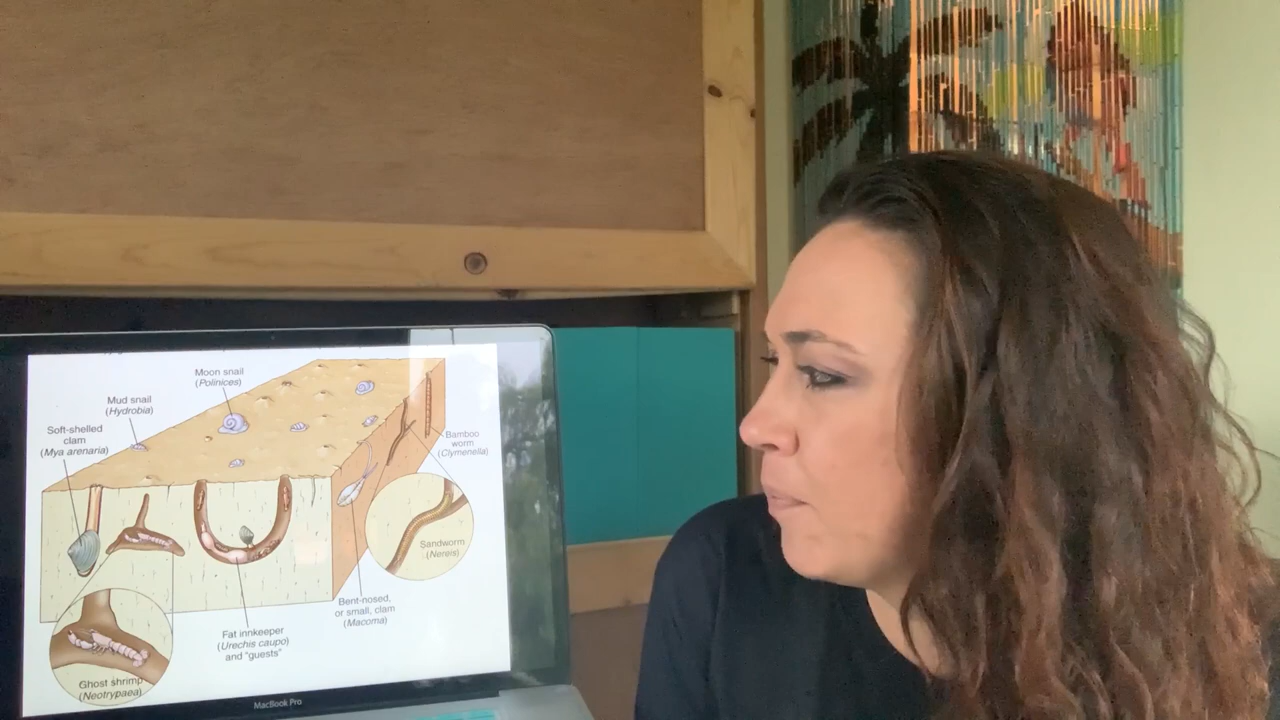 Moon snail
(Polinices)
Mud snail
(Hydrobia)
Soft-shelled
clam
(Mya arenaria)
Bamboo
worm
(Clymenella)
Sandworm
(Nereis)
Bent-nosed,
or small, clam
(Macoma)
Fat innkeeper
(Urechis caupo)
and "guests"
Ghost shrimp
(Neotrypaea)
MacBook Pro